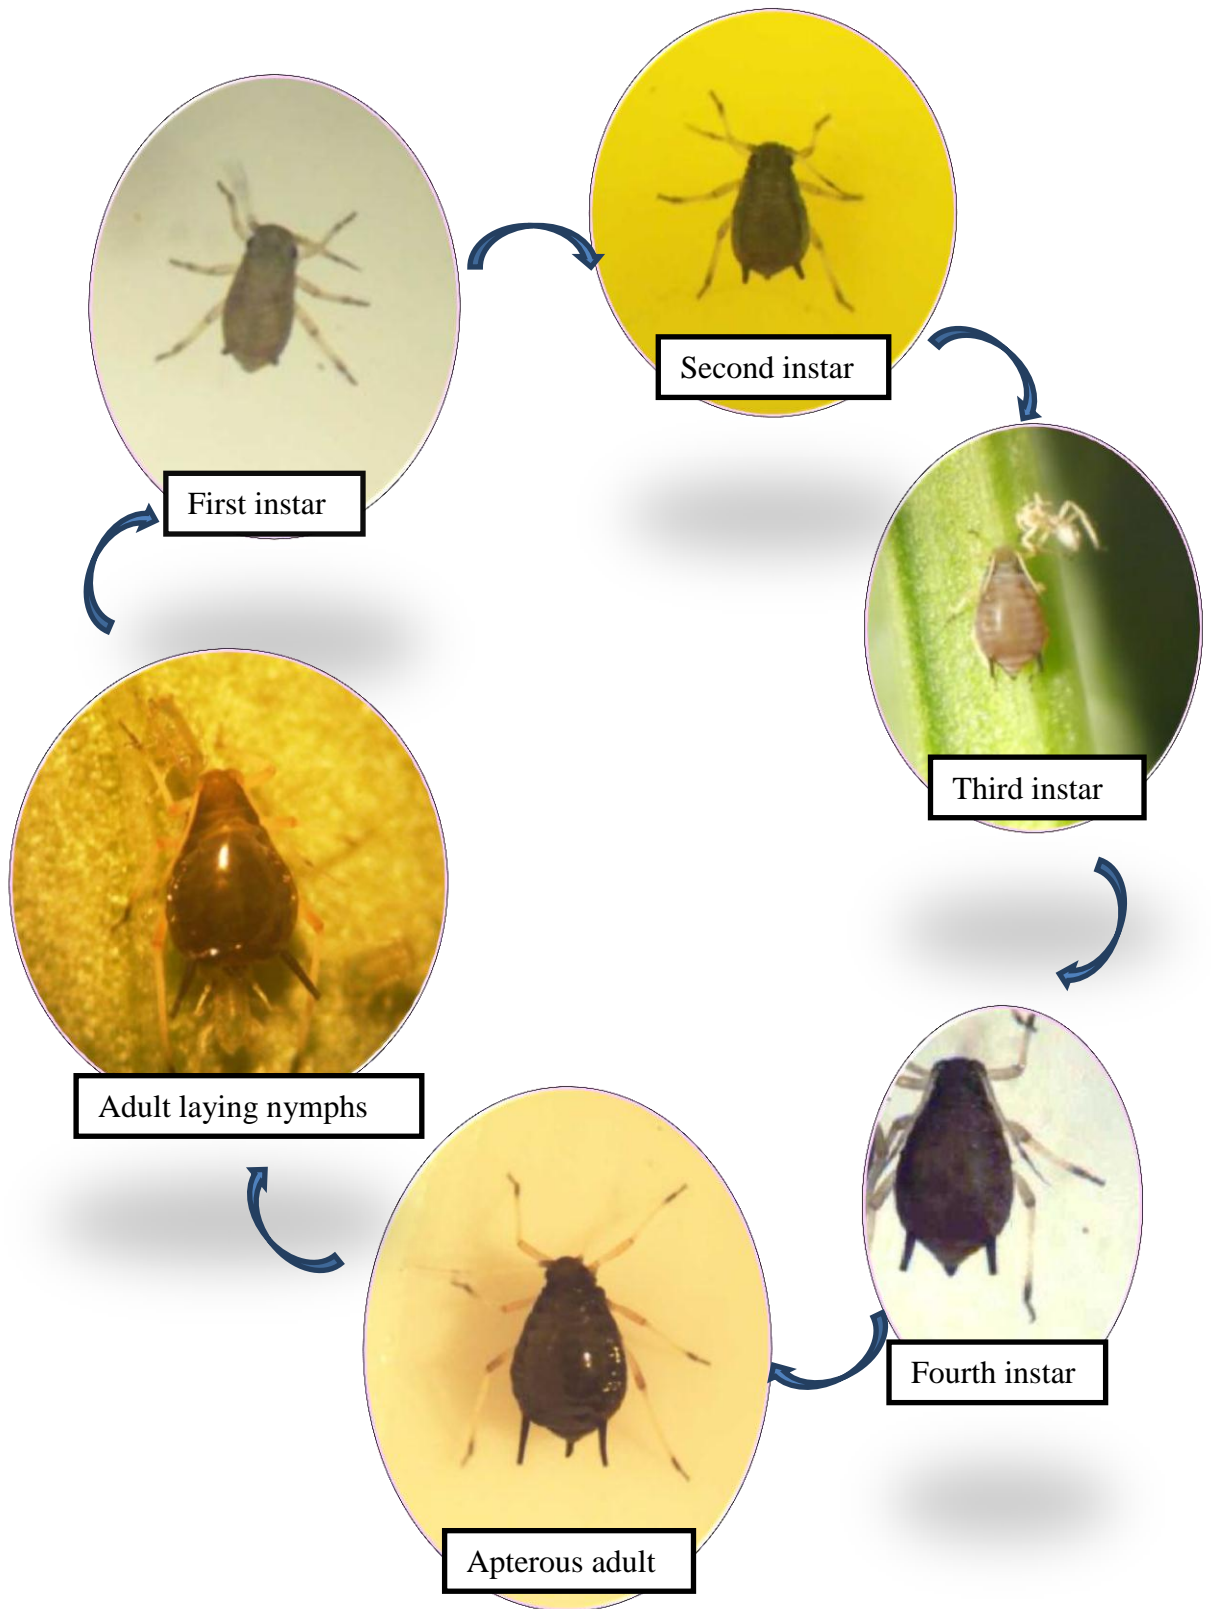 First instar
Second instar
Third instar
Fourth instar
Apterous adult
Adult laying nymphs